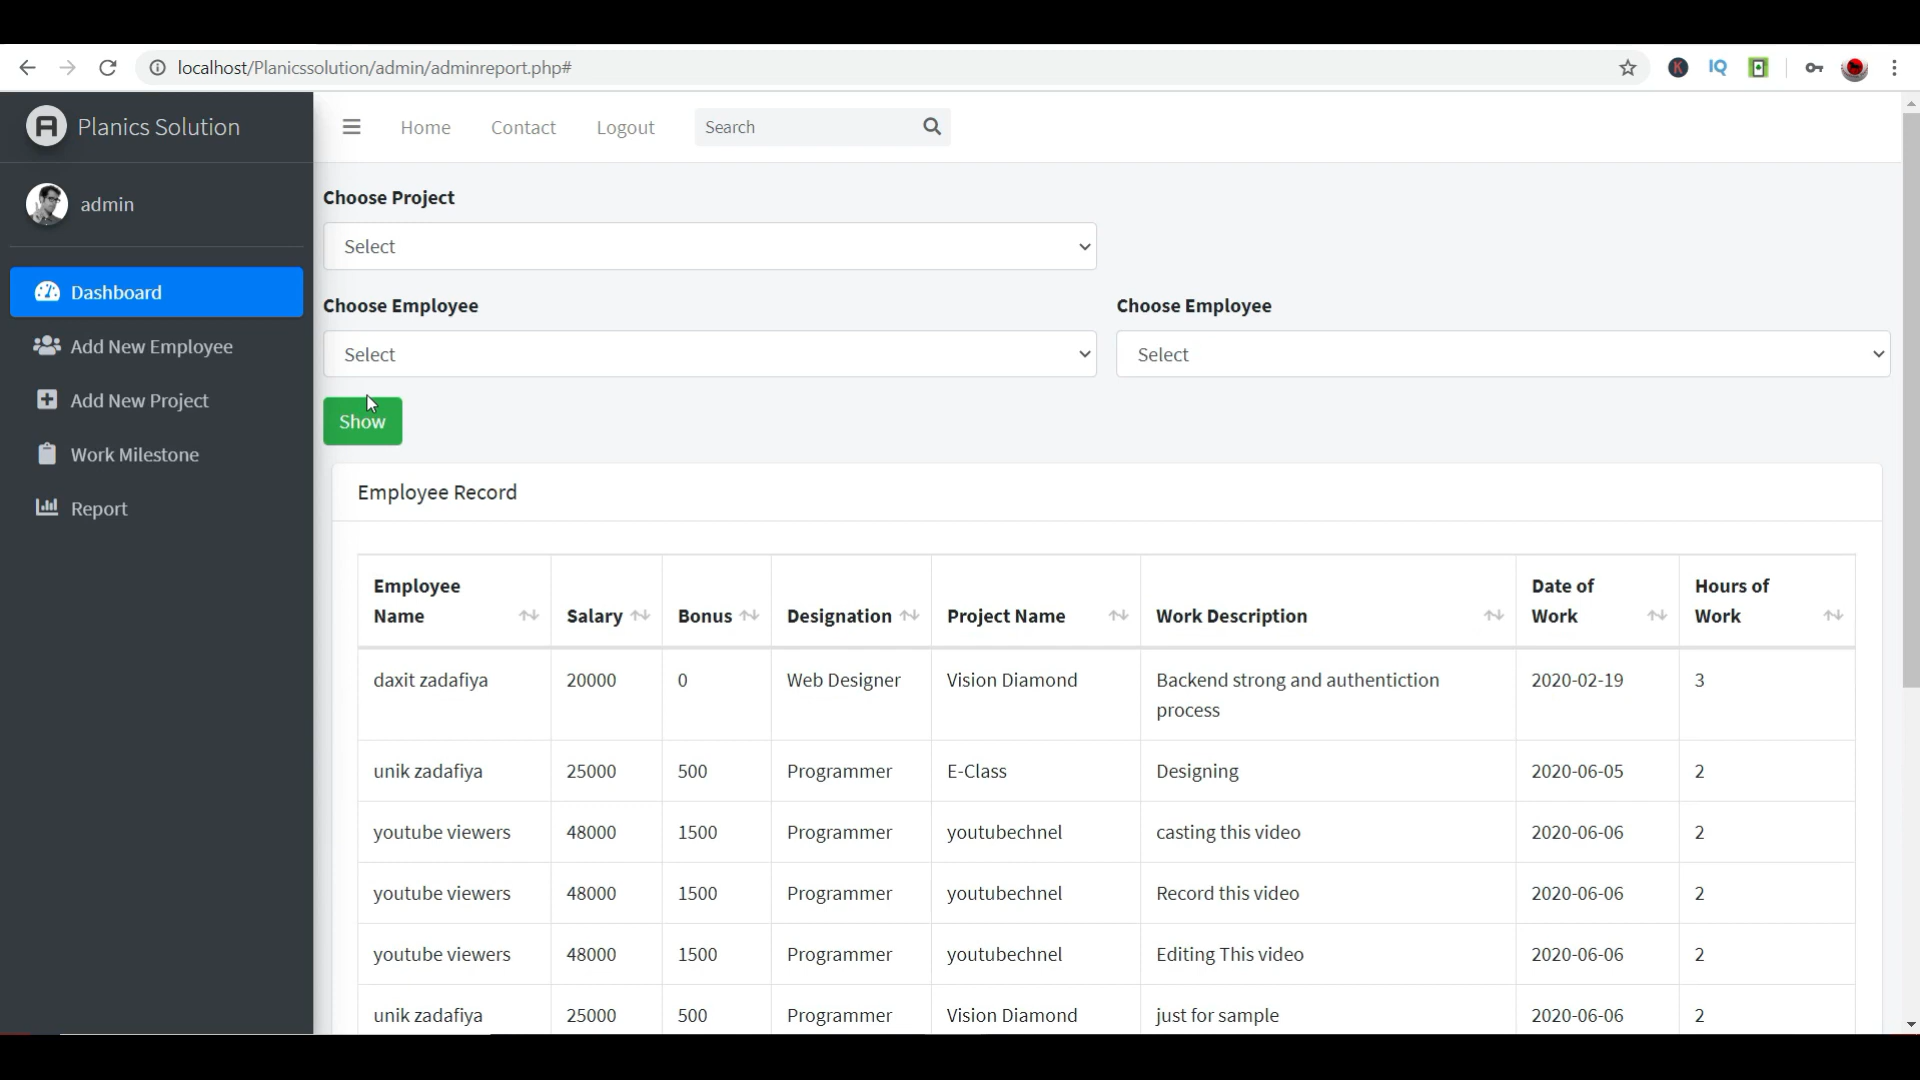 localhost/Planicssolution/admin/adminreport.php#
IQ
Planics Solution
Home Contact Logout Search
admin
Choose Project
Select
Dashboard
Add New Employee
Add New Project
Work Milestone
Report
Choose Employee Choose Employee
Select Select
Show
Employee Record
Employee Name Salary Bonus Designation Project Name Work Description Date of Work Hours of Work
daxit zadafiya 20000 0 Web Designer Vision Diamond Backend strong and authentiction process 2020-02-19 3
unik zadafiya 25000 500 Programmer E-Class Designing 2020-06-05 2
youtube viewers 48000 1500 Programmer youtubechnel casting this video 2020-06-06 2
youtube viewers 48000 1500 Programmer youtubechnel Record this video 2020-06-06 2
youtube viewers 48000 1500 Programmer youtubechnel Editing This video 2020-06-06 2
unik zadafiya 25000 500 Programmer Vision Diamond just for sample 2020-06-06 2